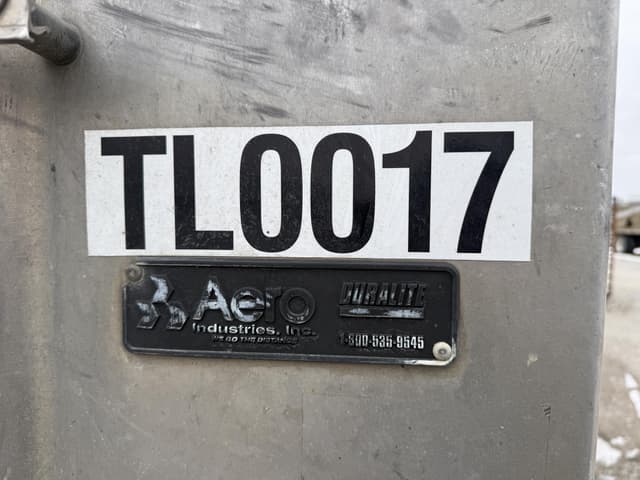 TL0017
Aero
Industries, Inc.
WE GO THE DISTANCE
DURALITE
1-800-535-9545